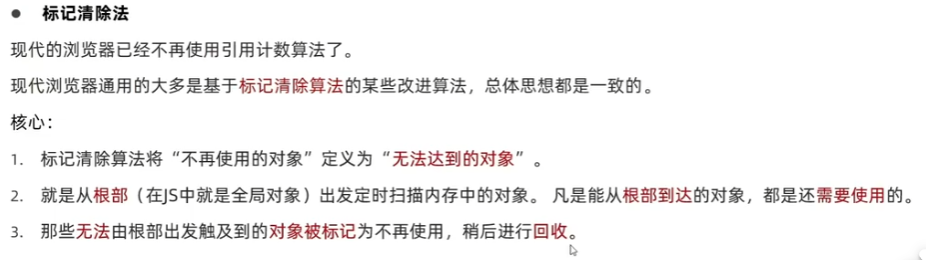 ● 标记清除法
现代的浏览器已经不再使用引用计数算法了。
现代浏览器通用的大多是基于标记清除算法的某些改进算法，总体思想都是一致的。
核心：
1. 标记清除算法将“不再使用的对象”定义为“无法达到的对象”。
2. 就是从根部（在JS中就是全局对象）出发定时扫描内存中的对象。 凡是能从根部到达的对象，都是还需要使用的。
3. 那些无法由根部出发触及到的对象被标记为不再使用，稍后进行回收。